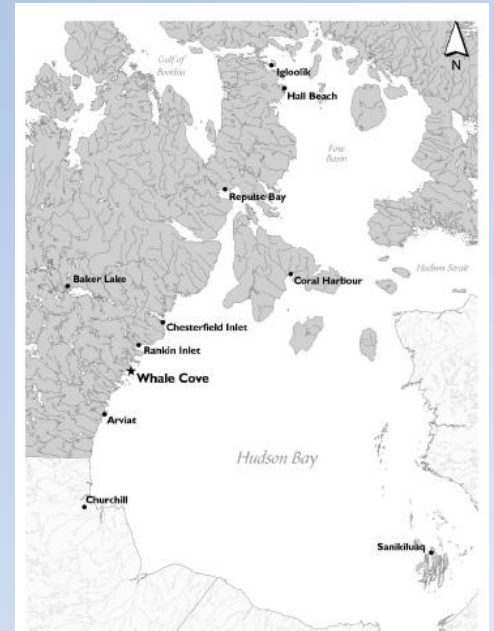 N
Gulf of
Boothia
Igloolik
Hall Beach
Foxe
Basin
Repulse Bay
Hudson Strait
Coral Harbour
Baker Lake
Chesterfield Inlet
Rankin Inlet
Whale Cove
Arviat
Hudson Bay
Churchill
Sanikiluaq